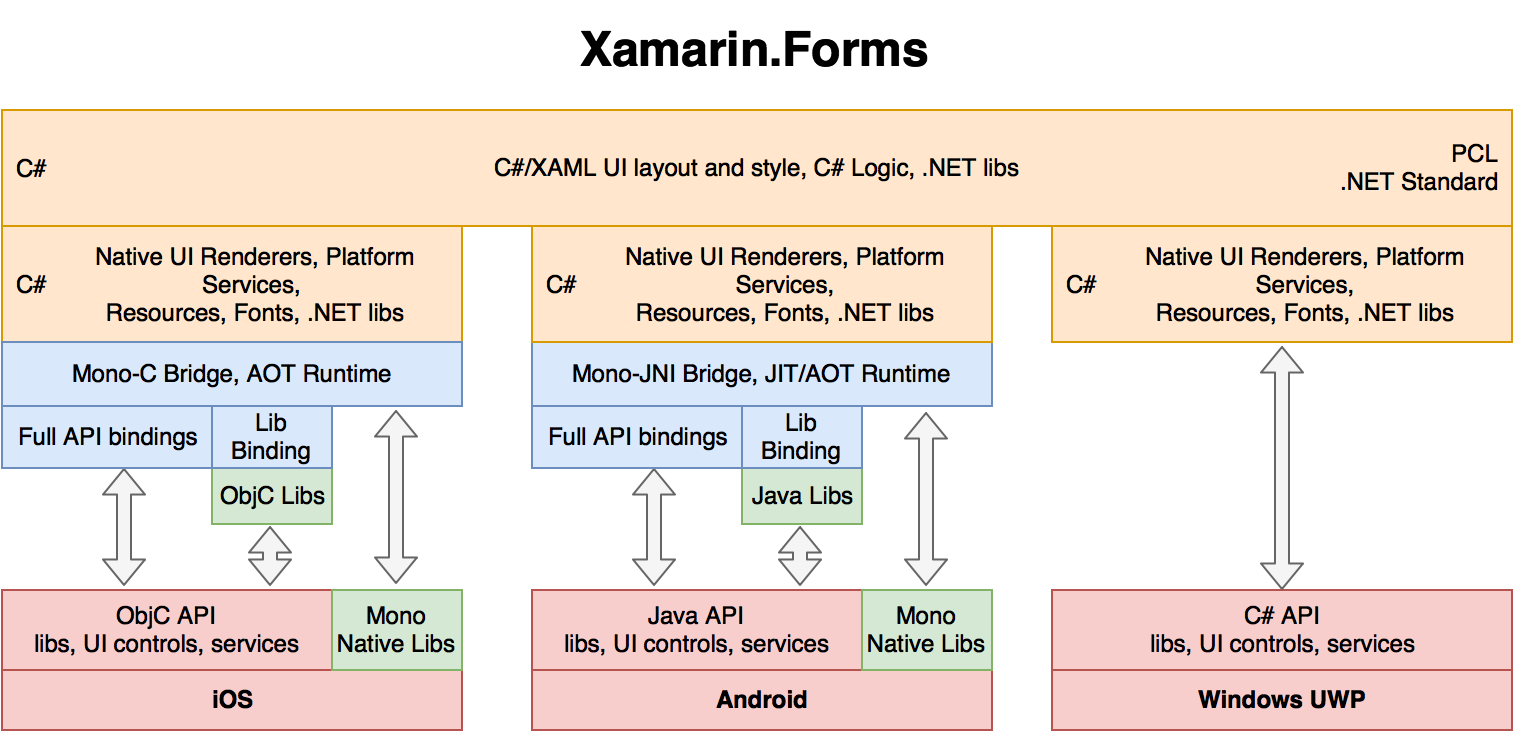 Xamarin.Forms
C#
C#/XAML UI layout and style, C# Logic, .NET libs
PCL
.NET Standard
C#
Native UI Renderers, Platform
Services,
Resources, Fonts, .NET libs
C#
Native UI Renderers, Platform
Services,
Resources, Fonts, .NET libs
C#
Native UI Renderers, Platform
Services,
Resources, Fonts, .NET libs
Mono-C Bridge, AOT Runtime
Mono-JNI Bridge, JIT/AOT Runtime
Full API bindings
Lib
Binding
Full API bindings
Lib
Binding
ObjC Libs
Java Libs
ObjC API
libs, UI controls, services
Mono
Native Libs
Java API
libs, UI controls, services
Mono
Native Libs
C# API
libs, UI controls, services
iOS
Android
Windows UWP